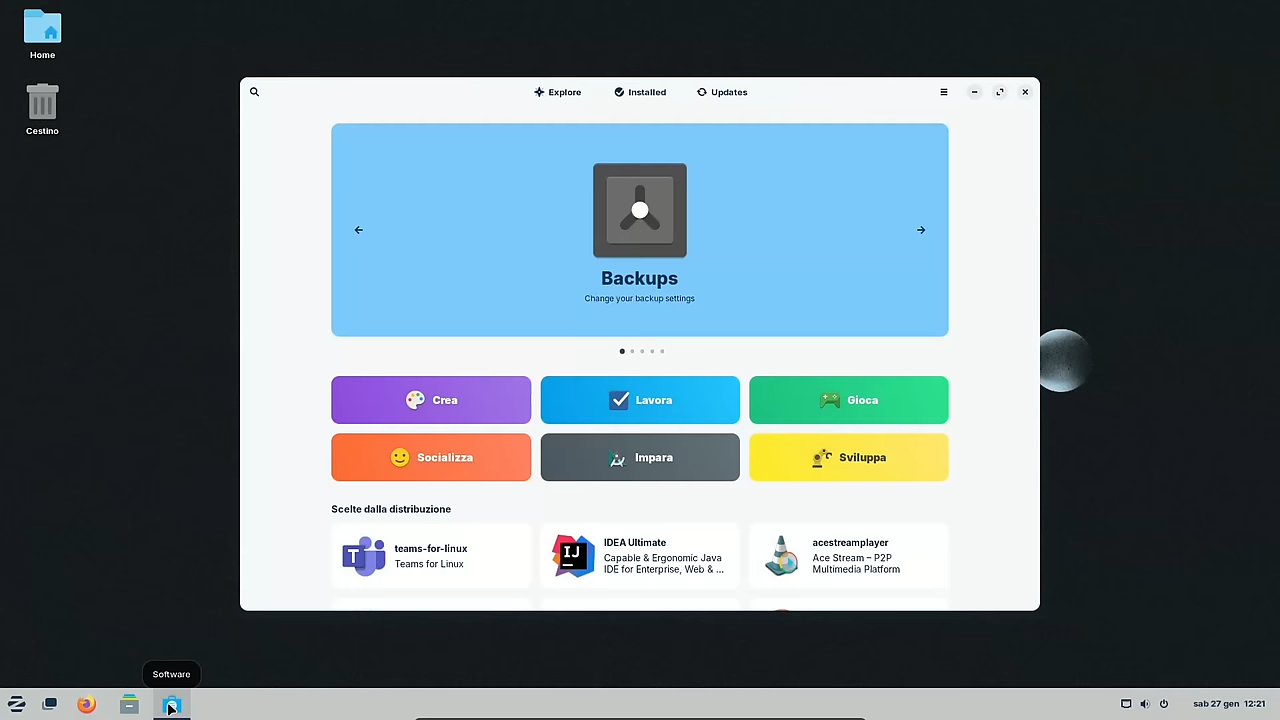 Home
Cestino
Explore
Installed
Updates
Backups
Change your backup settings
Crea
Lavora
Gioca
Socializza
Impara
Sviluppa
Scelte dalla distribuzione
teams-for-linux
Teams for Linux
IDEA Ultimate
Capable & Ergonomic Java
IDE for Enterprise, Web & ...
acestreamplayer
Ace Stream – P2P
Multimedia Platform
Software
sab 27 gen 12:21